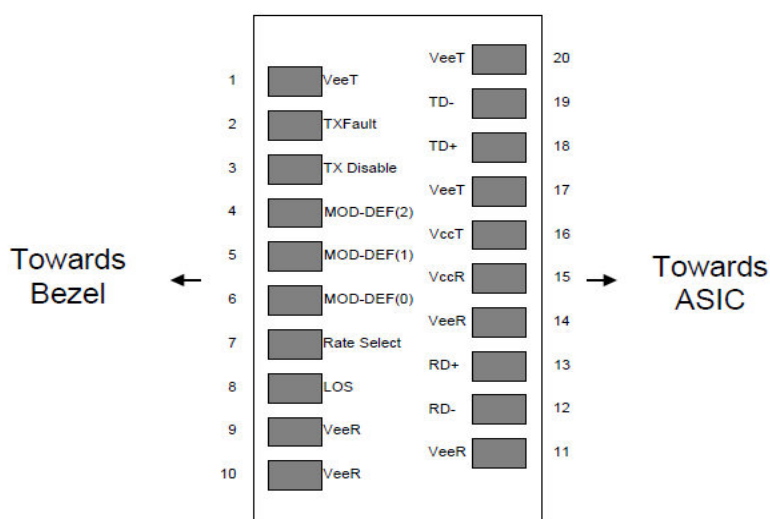 VeeT 20
1 VeeT
TD- 19
2 TXFault
TD+ 18
3 TX Disable
VeeT 17
4 MOD-DEF(2)
VccT 16
5 MOD-DEF(1)
Towards
Bezel
VccR 15
Towards
ASIC
6 MOD-DEF(0)
VeeR 14
7 Rate Select
RD+ 13
8 LOS
RD- 12
9 VeeR
VeeR 11
10 VeeR